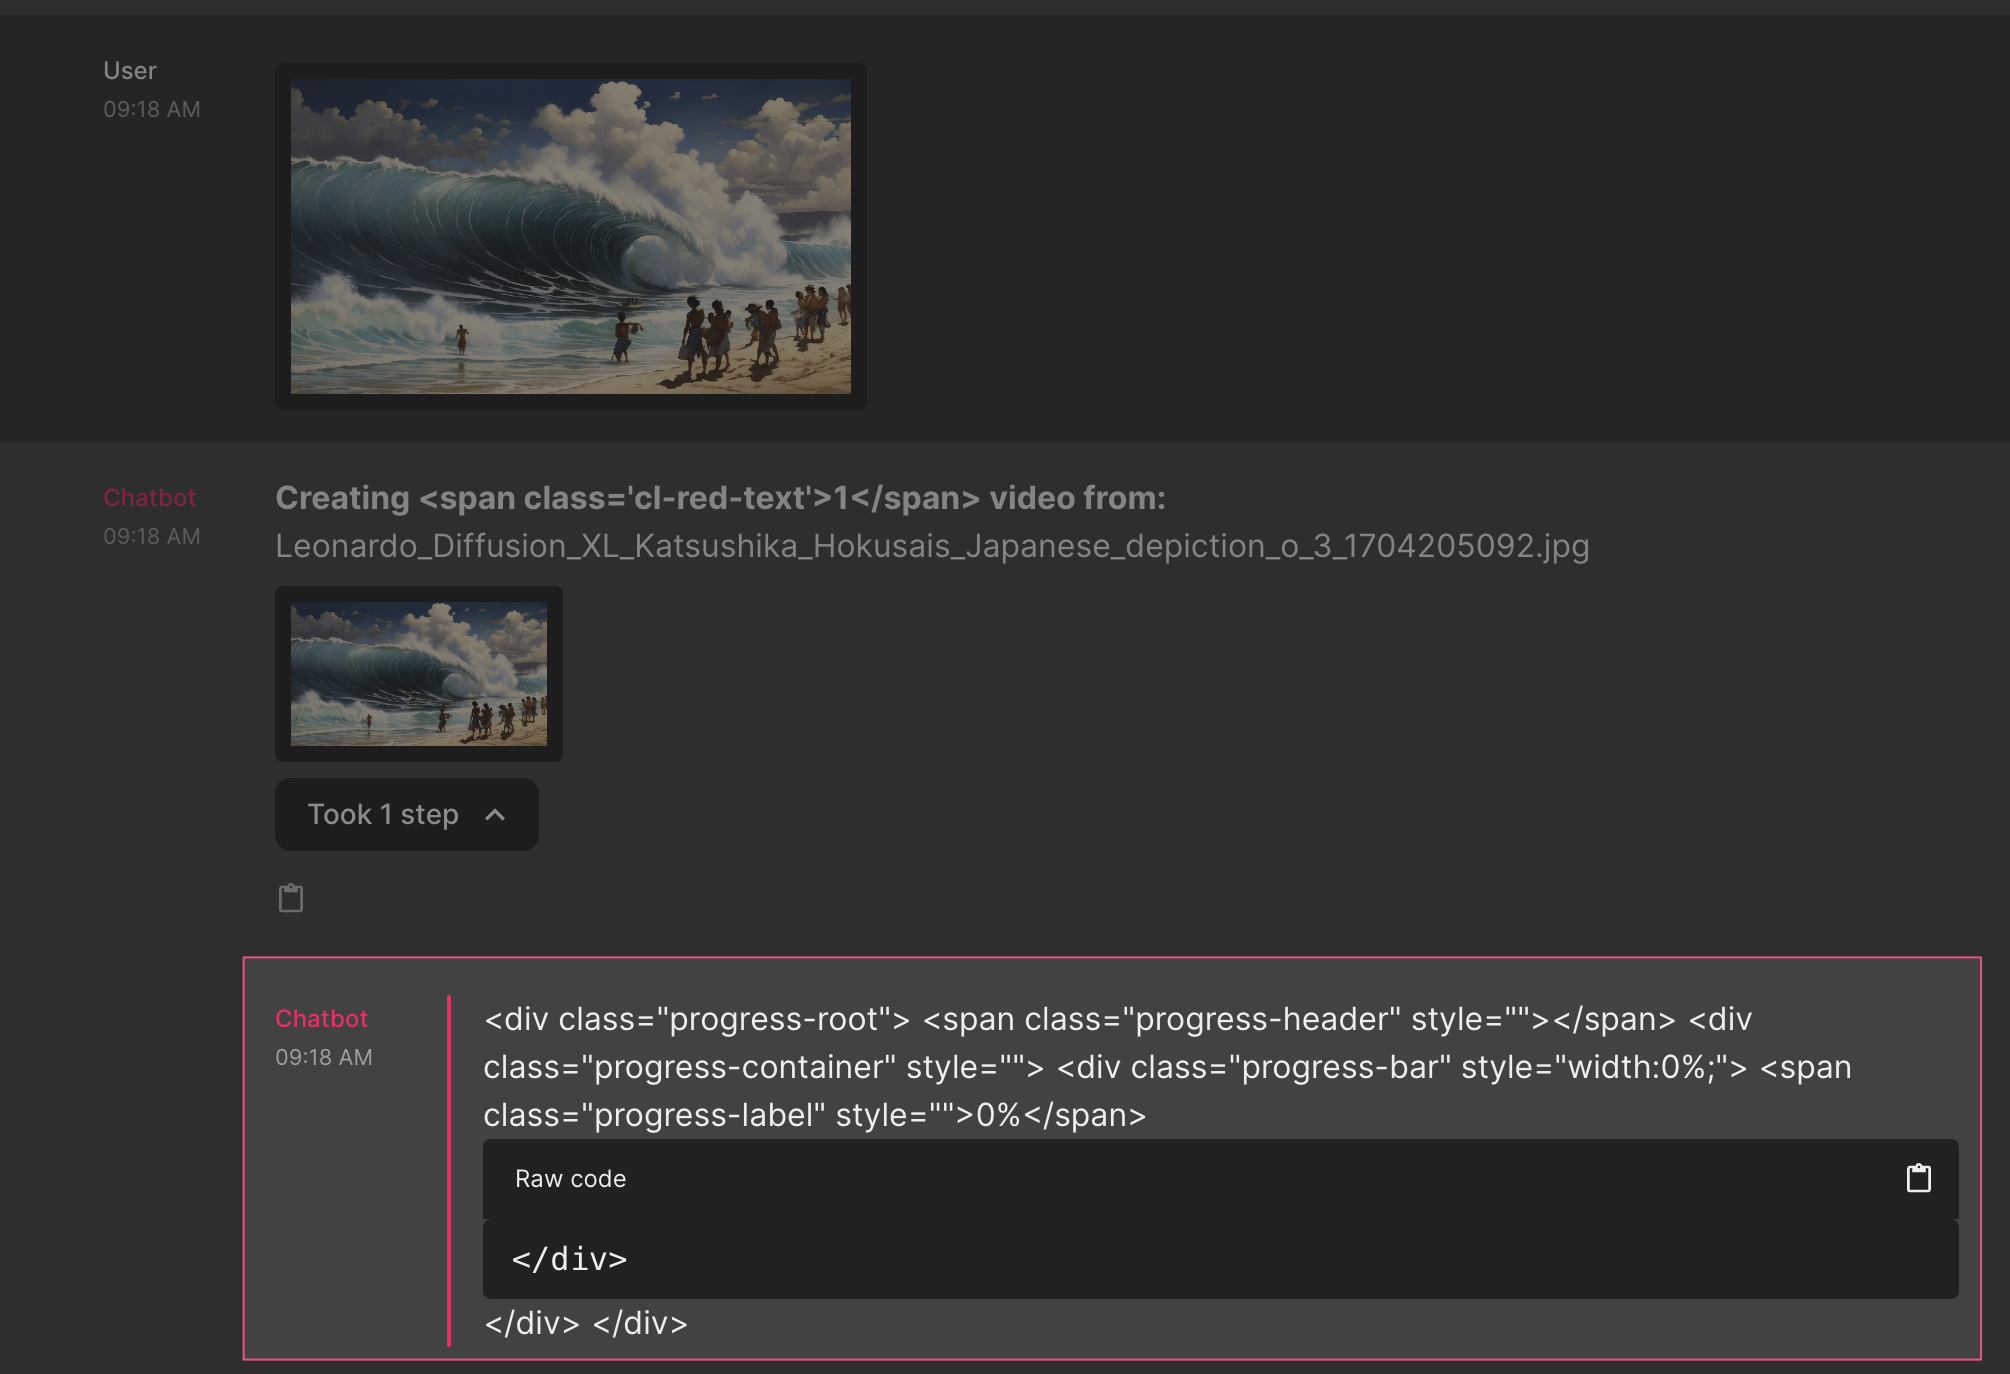 User
09:18 AM
Chatbot
09:18 AM
Creating <span class='cl-red-text'>1</span> video from:
Leonardo_Diffusion_XL_Katsushika_Hokusais_Japanese_depiction_o_3_1704205092.jpg
Took 1 step
Chatbot
09:18 AM
<div class="progress-root"> <span class="progress-header" style=""></span> <div
class="progress-container" style=""> <div class="progress-bar" style="width:0%;"> <span
class="progress-label" style="">0%</span>
Raw code
</div>
</div> </div>